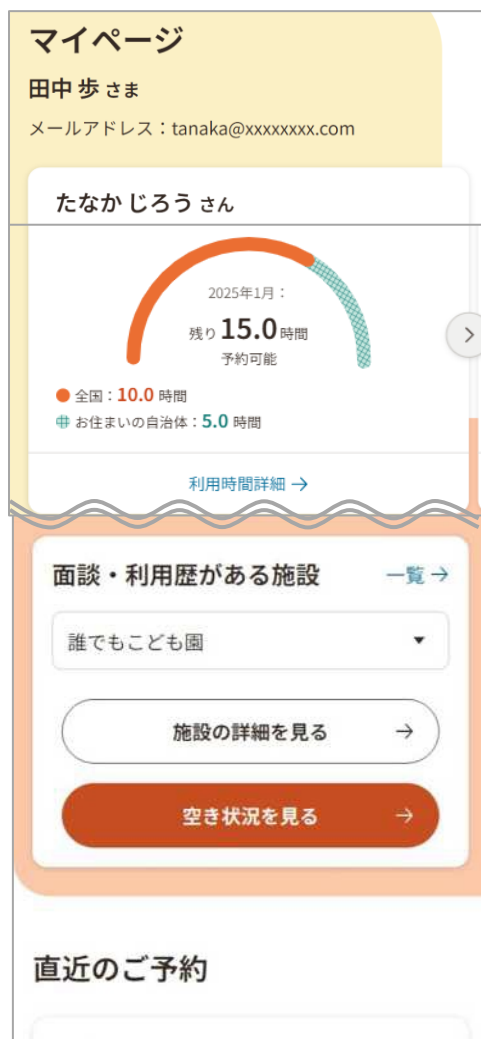 マイページ
田中 歩 さま
メールアドレス：tanaka@xxxxxxxx.com
たなか じろう さん
2025年1月：
残り 15.0 時間
予約可能
全国：10.0 時間
お住まいの自治体：5.0 時間
利用時間詳細 →
面談・利用歴がある施設 一覧 →
誰でもこども園
施設の詳細を見る →
空き状況を見る →
直近のご予約